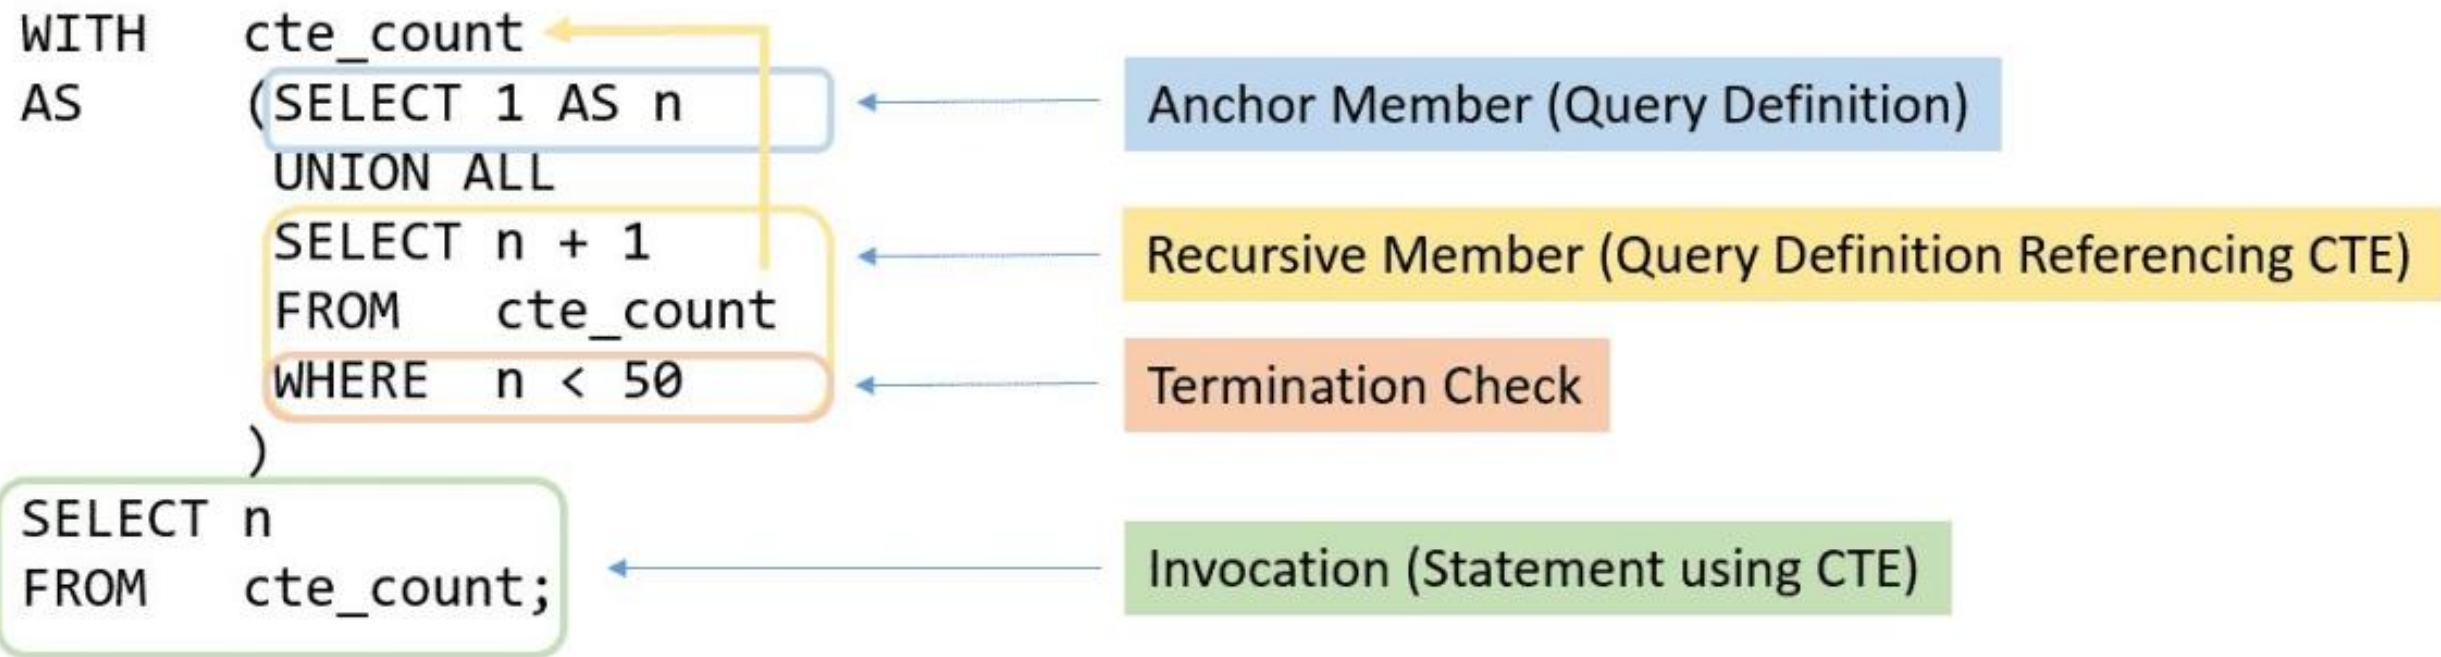 WITH cte_count
AS (SELECT 1 AS n
UNION ALL
SELECT n + 1
FROM cte_count
WHERE n < 50
)
SELECT n
FROM cte_count;
Anchor Member (Query Definition)
Recursive Member (Query Definition Referencing CTE)
Termination Check
Invocation (Statement using CTE)